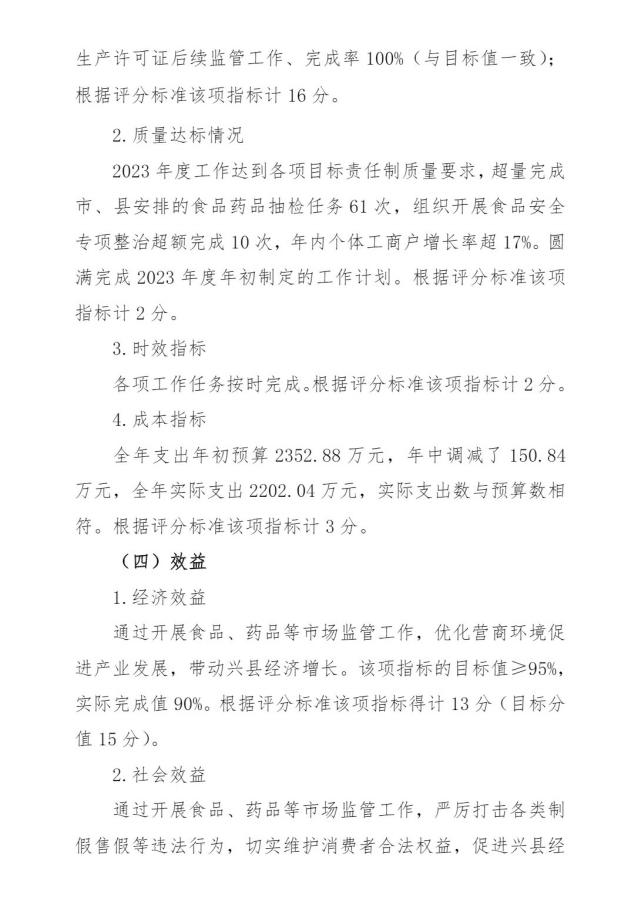 生产许可证后续监管工作、完成率 100%（与目标值一致）；
根据评分标准该项指标计 16 分。
2.质量达标情况
2023 年度工作达到各项目标责任制质量要求，超量完成
市、县安排的食品药品抽检任务 61 次，组织开展食品安全
专项整治超额完成 10 次，年内个体工商户增长率超 17%。圆
满完成 2023 年度年初制定的工作计划。根据评分标准该项
指标计 2 分。
3.时效指标
各项工作任务按时完成。根据评分标准该项指标计 2 分。
4.成本指标
全年支出年初预算 2352.88 万元，年中调减了 150.84
万元，全年实际支出 2202.04 万元，实际支出数与预算数相
符。根据评分标准该项指标计 3 分。
（四）效益
1.经济效益
通过开展食品、药品等市场监管工作，优化营商环境促
进产业发展，带动兴县经济增长。该项指标的目标值≥95%，
实际完成值 90%。根据评分标准该项指标得计 13 分（目标分
值 15 分）。
2.社会效益
通过开展食品、药品等市场监管工作，严厉打击各类制
假售假等违法行为，切实维护消费者合法权益，促进兴县经